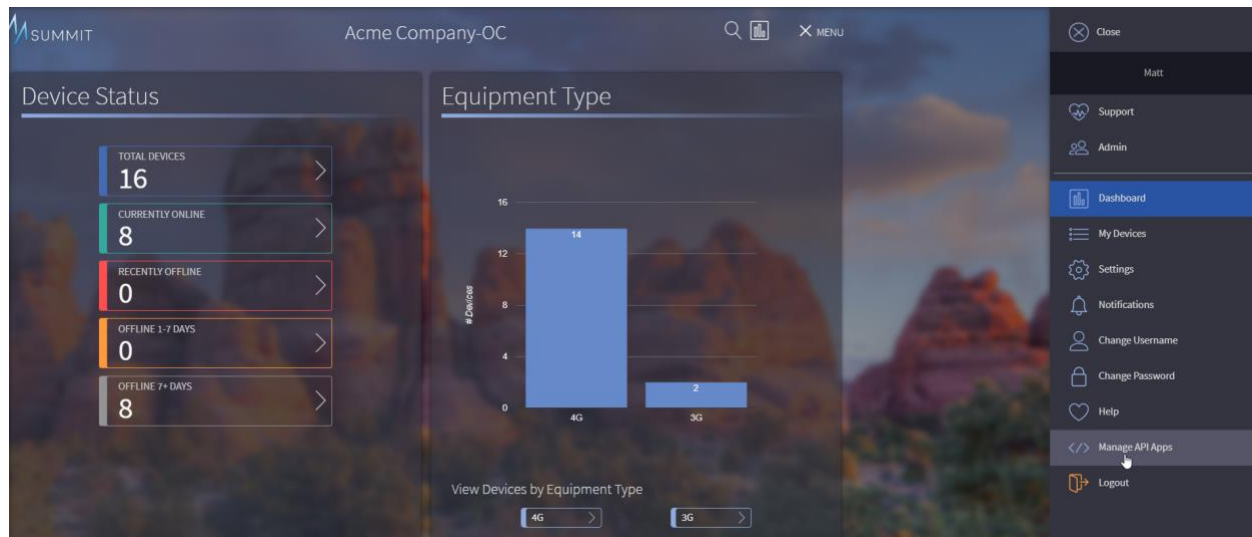 SUMMIT
Acme Company-OC
MENU
Device Status
TOTAL DEVICES
16
CURRENTLY ONLINE
8
RECENTLY OFFLINE
0
OFFLINE 1-7 DAYS
0
OFFLINE 7+ DAYS
8
Equipment Type
16
12
8
4
0
# Devices
14
2
4G
3G
View Devices by Equipment Type
4G
3G
Close
Matt
Support
Admin
Dashboard
My Devices
Settings
Notifications
Change Username
Change Password
Help
Manage API Apps
Logout